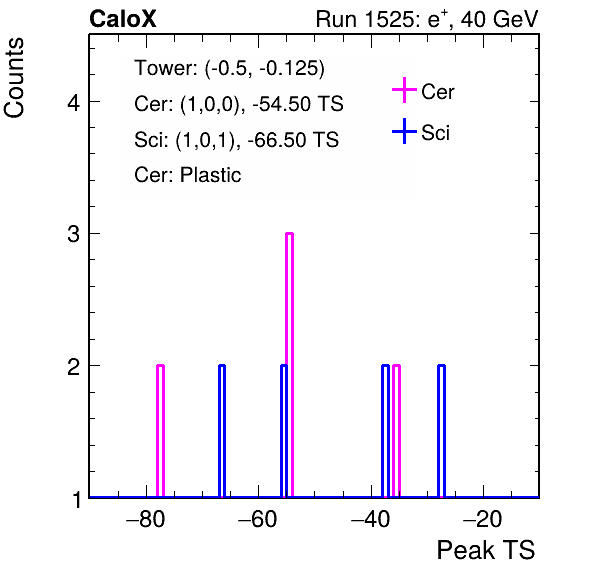 CaloX Run 1525: e⁺, 40 GeV
Counts
Tower: (-0.5, -0.125)
Cer: (1,0,0), -54.50 TS
Sci: (1,0,1), -66.50 TS
Cer: Plastic
Cer
Sci
4
3
2
1
−80 −60 −40 −20
Peak TS